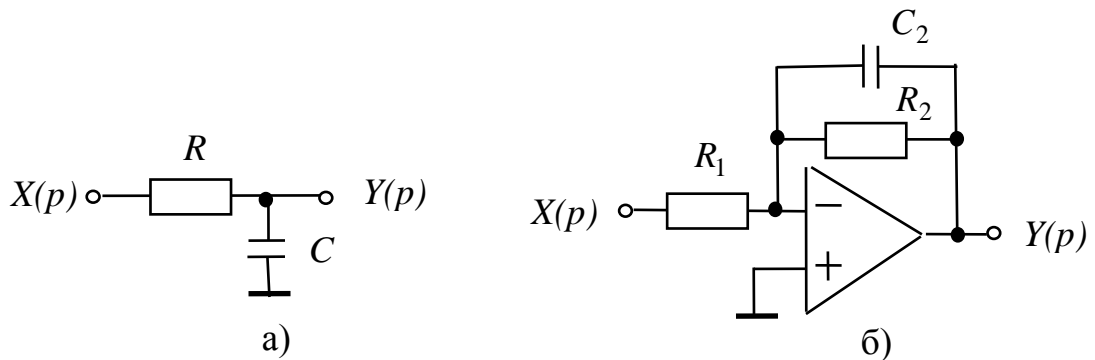 R
X(p)
Y(p)
C
а)
C₂
R₂
R₁
X(p)
−
+
Y(p)
б)